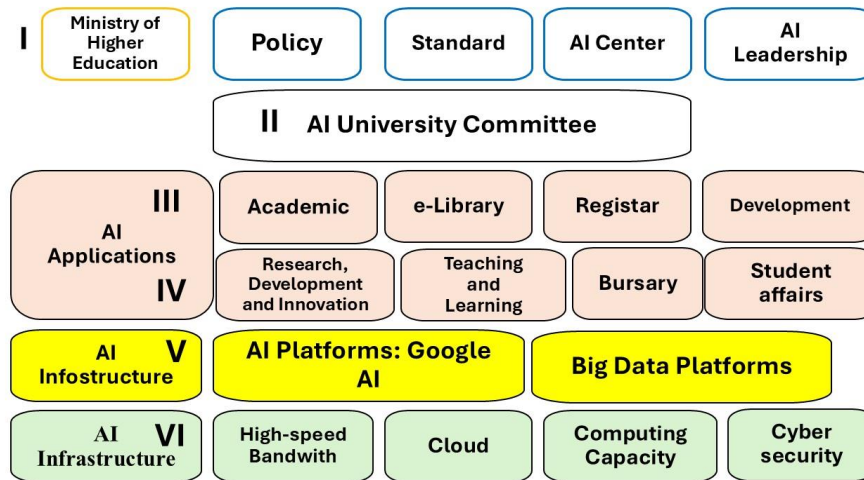 I
Ministry of
Higher
Education
Policy
Standard
AI Center
AI
Leadership
II AI University Committee
III
AI
Applications
IV
Academic
e-Library
Registar
Development
Research,
Development
and Innovation
Teaching
and
Learning
Bursary
Student
affairs
AI V
Infostructure
AI Platforms: Google
AI
Big Data Platforms
AI VI
Infrastructure
High-speed
Bandwith
Cloud
Computing
Capacity
Cyber
security